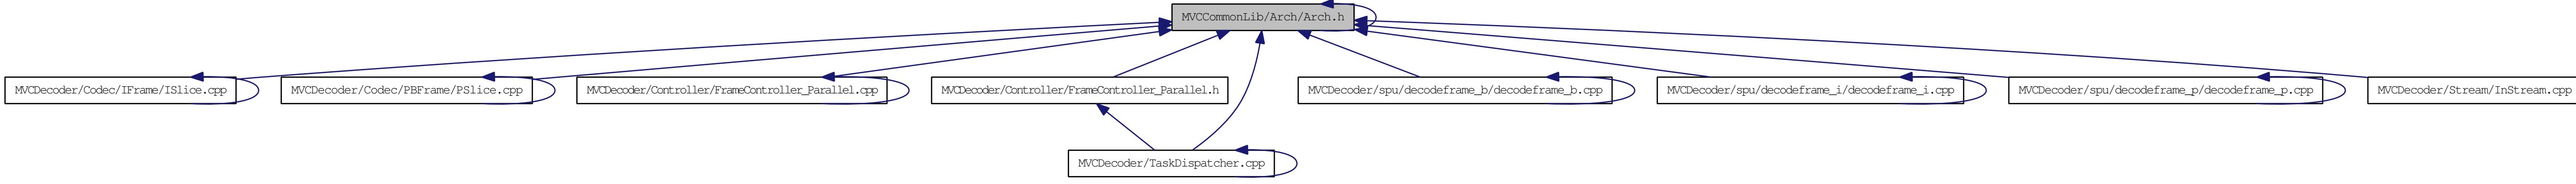 MVCCommonLib/Arch/Arch.h
MVCDecoder/Codec/IFrame/ISlice.cpp
MVCDecoder/Codec/PBFrame/PSlice.cpp
MVCDecoder/Controller/FrameController_Parallel.cpp
MVCDecoder/Controller/FrameController_Parallel.h
MVCDecoder/spu/decodeframe_b/decodeframe_b.cpp
MVCDecoder/spu/decodeframe_i/decodeframe_i.cpp
MVCDecoder/spu/decodeframe_p/decodeframe_p.cpp
MVCDecoder/Stream/InStream.cpp
MVCDecoder/TaskDispatcher.cpp